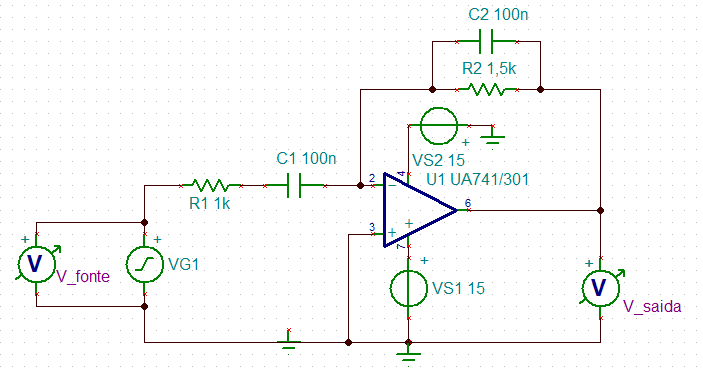 C2 100n
R2 1,5k
+
VS2 15
4
U1 UA741/301
C1 100n
2
R1 1k
6
3
+
+
7
+
V
V_fonte
+
VG1
+
VS1 15
+
V
V_saida